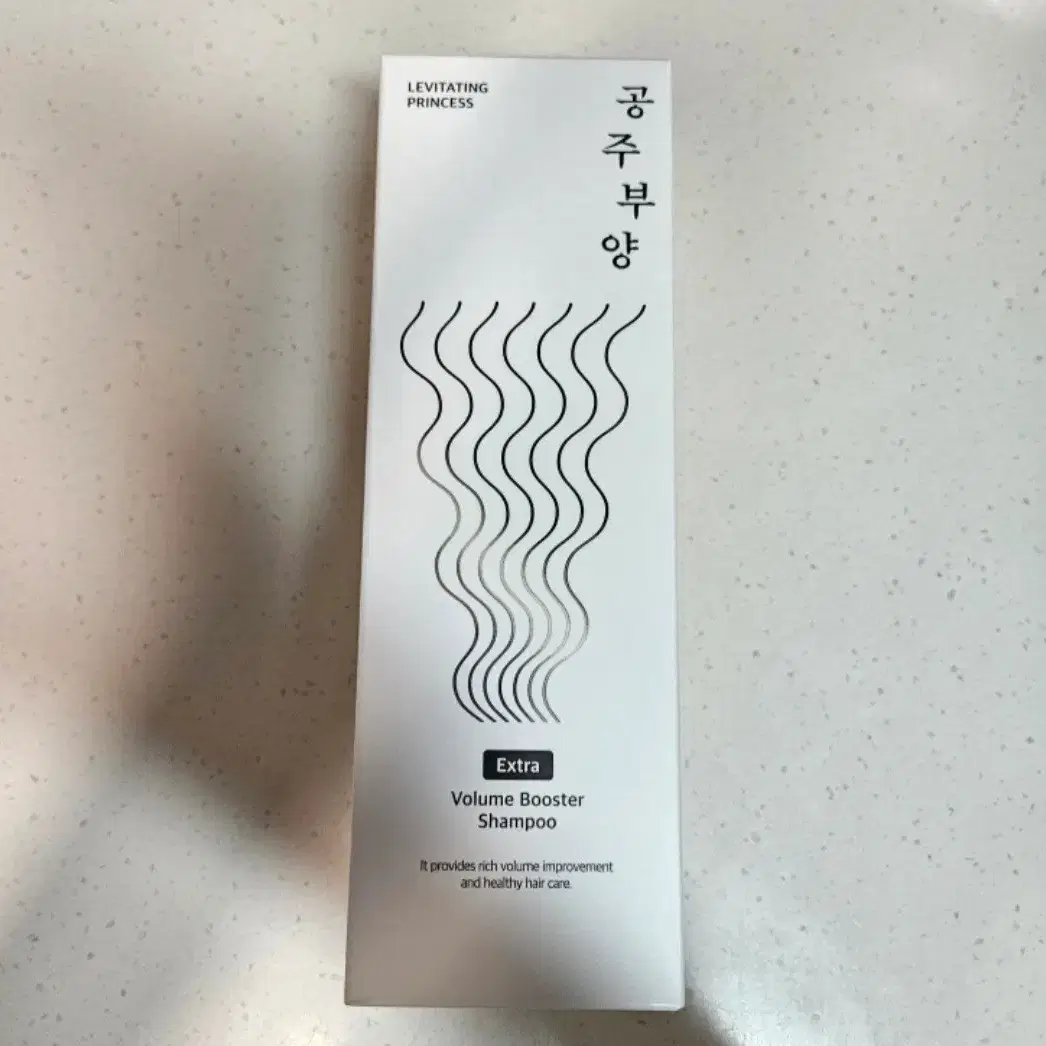 LEVITATING
PRINCESS
공주부양
Extra
Volume Booster
Shampoo
It provides rich volume improvement
and healthy hair care.